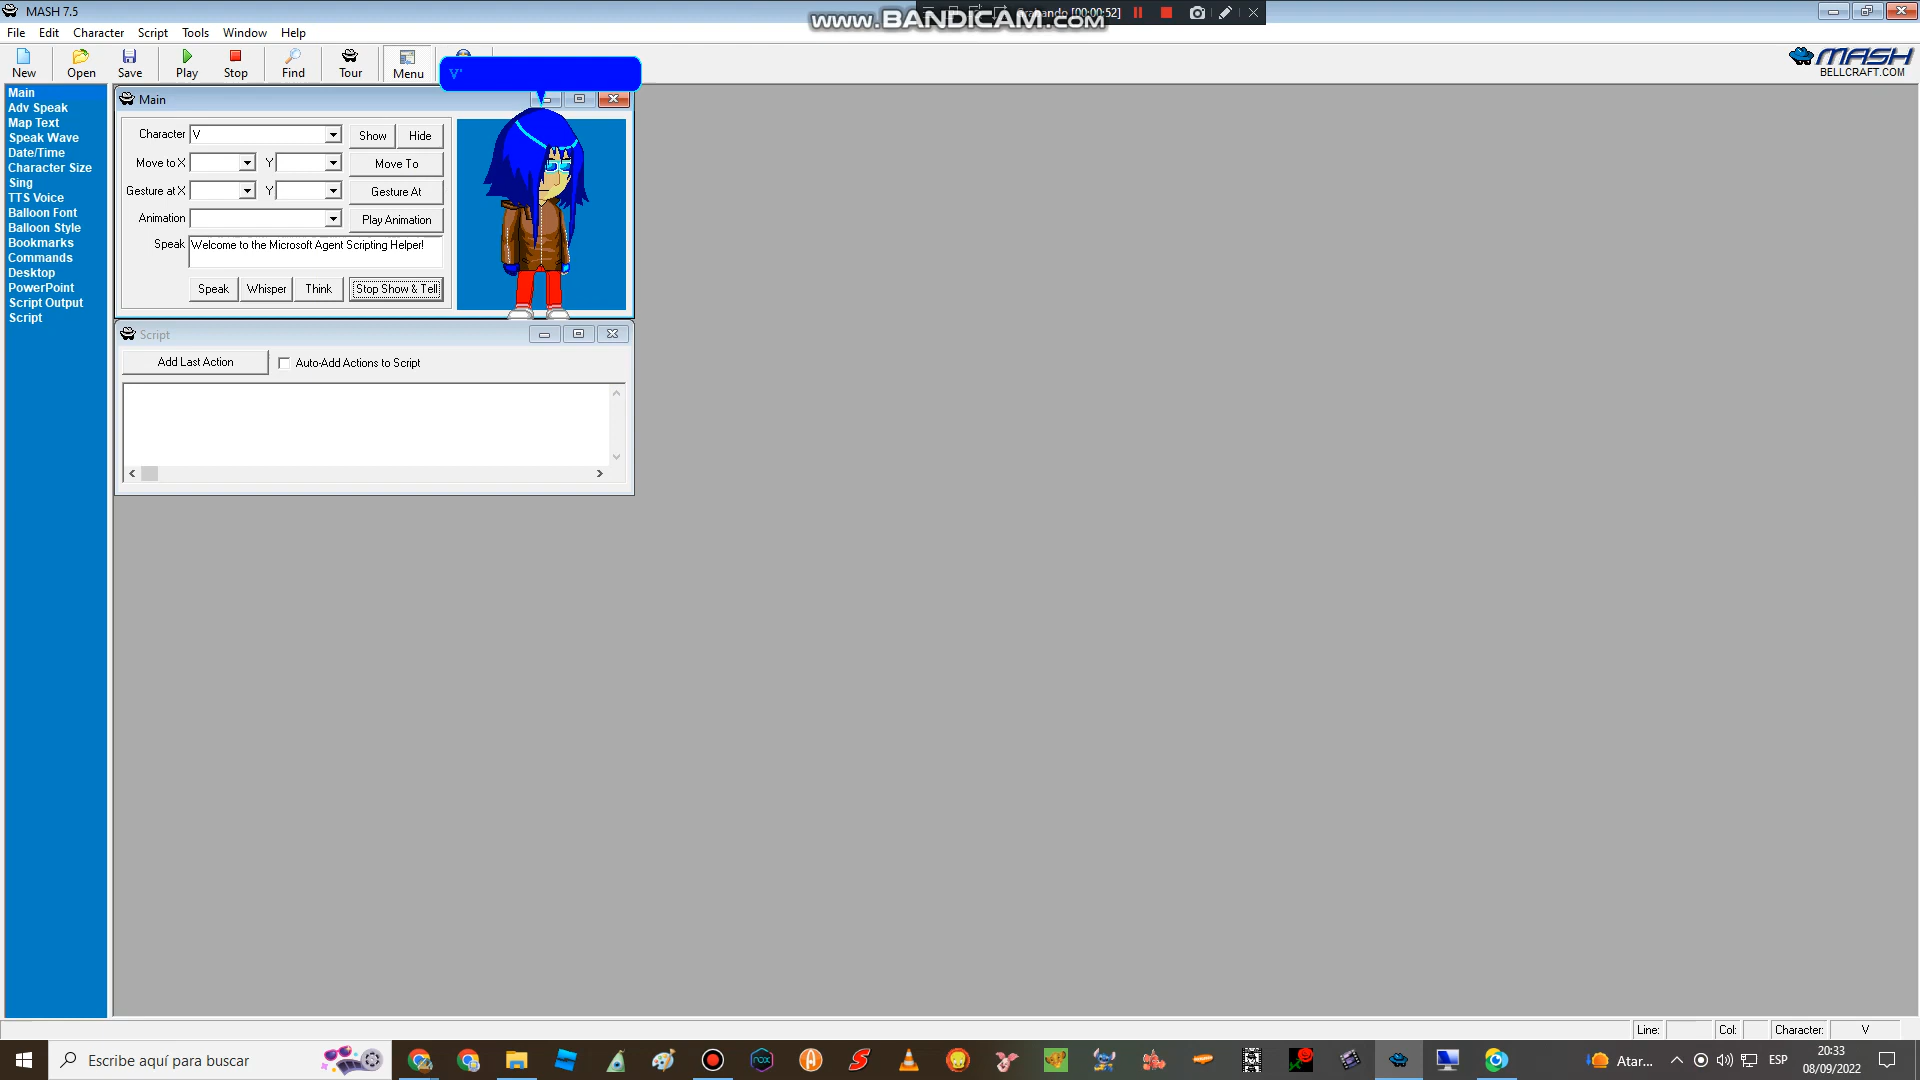 MASH 7.5
www.BANDICAM.com
[00:00:52]
File Edit Character Script Tools Window Help
New Open Save Play Stop Find Tour Menu
MASH
BELLCRAFT.COM
V'
Main
Adv Speak
Map Text
Speak Wave
Date/Time
Character Size
Sing
TTS Voice
Balloon Font
Balloon Style
Bookmarks
Commands
Desktop
PowerPoint
Script Output
Script
Main
Character V Show Hide
Move to X Y Move To
Gesture at X Y Gesture At
Animation Play Animation
Speak Welcome to the Microsoft Agent Scripting Helper!
Speak Whisper Think Stop Show & Tell
Script
Add Last Action Auto-Add Actions to Script
Line: Col: Character: V
Escribe aquí para buscar
nox
Atar...
ESP
20:33
08/09/2022